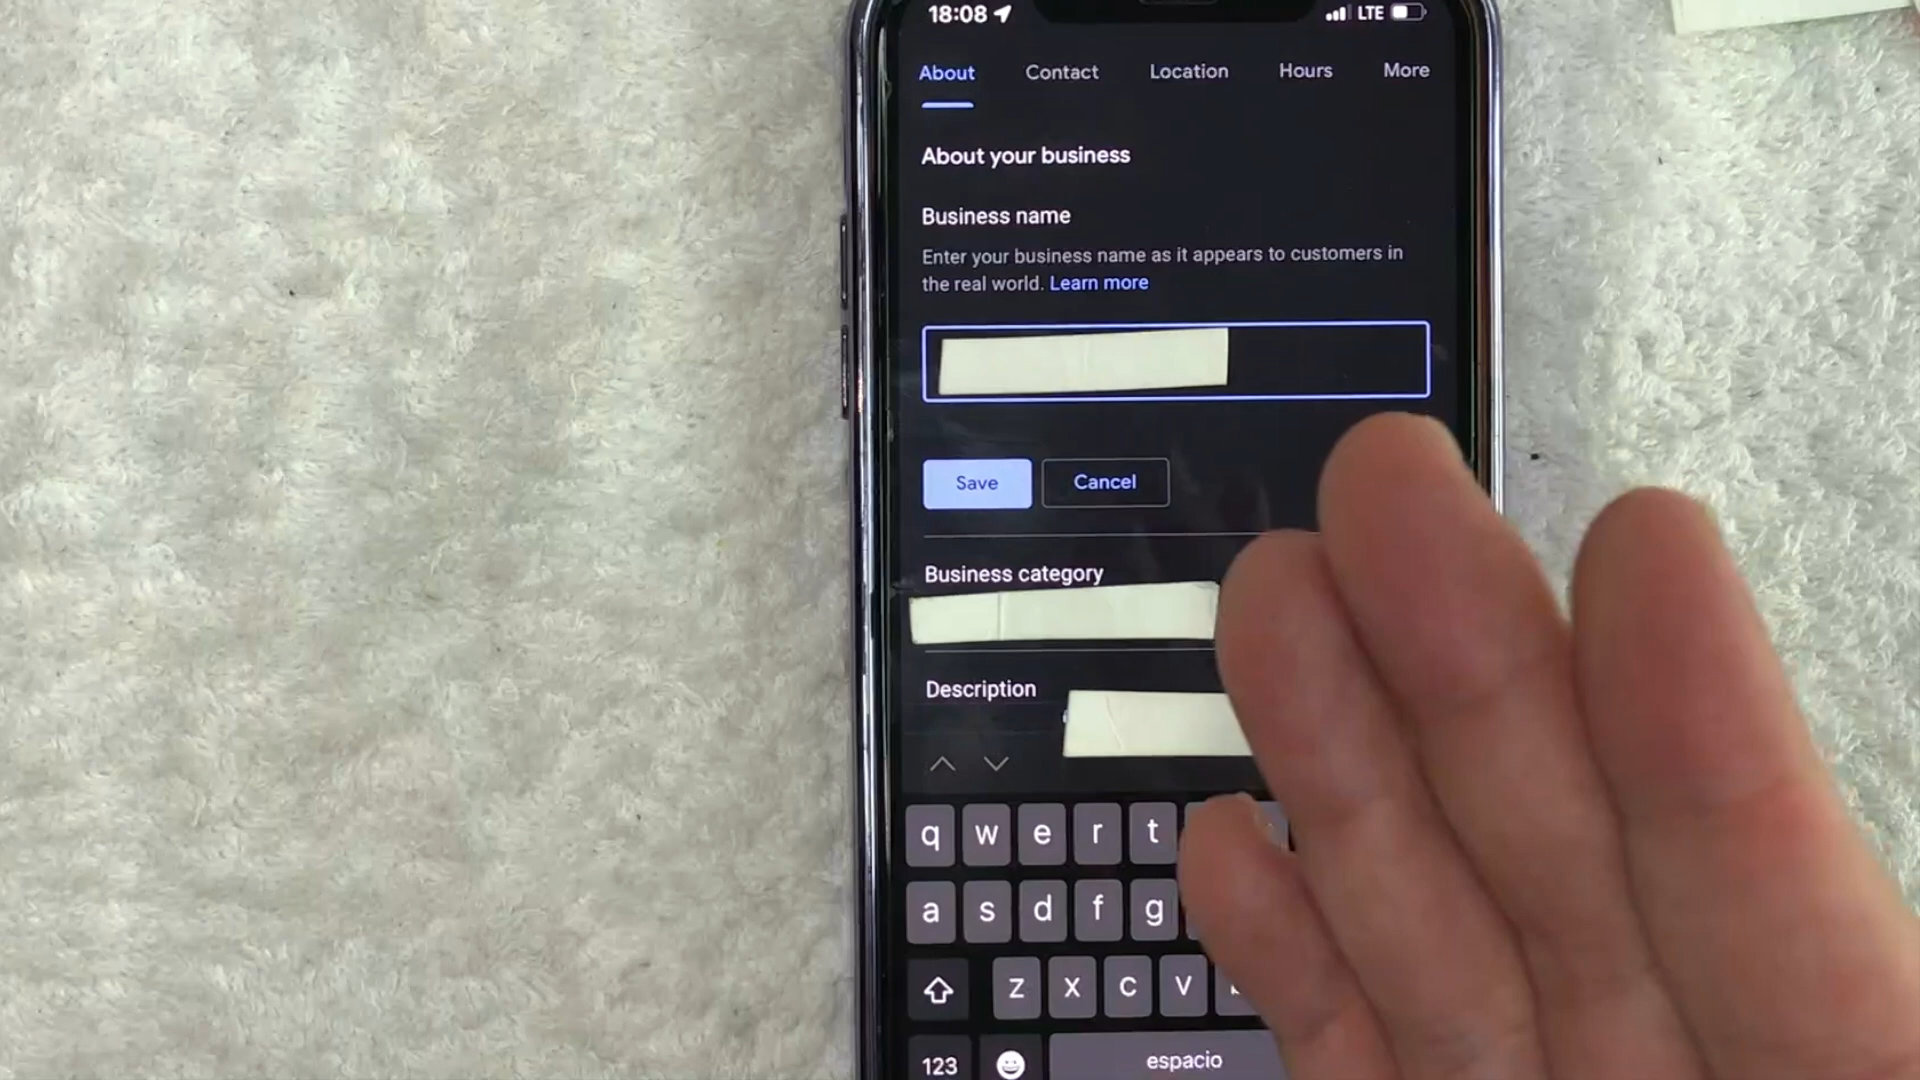 18:08 LTE
About Contact Location Hours More
About your business
Business name
Enter your business name as it appears to customers in
the real world. Learn more
Save Cancel
Business category
Description
q w e r t
a s d f g
z x c v
123 espacio